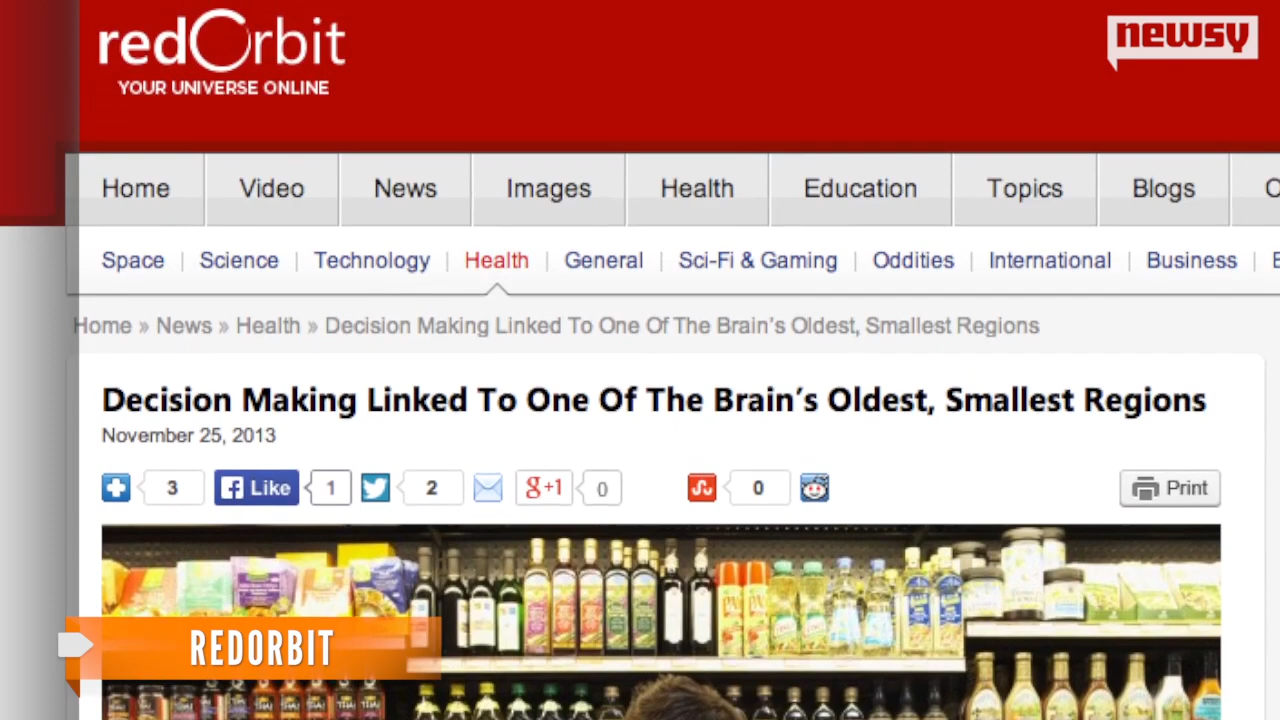 redOrbit
YOUR UNIVERSE ONLINE
newsy
Home Video News Images Health Education Topics Blogs
Space | Science | Technology | Health | General | Sci-Fi & Gaming | Oddities | International | Business |
Home » News » Health » Decision Making Linked To One Of The Brain's Oldest, Smallest Regions
Decision Making Linked To One Of The Brain's Oldest, Smallest Regions
November 25, 2013
3 Like 1 2 g+1 0 0 Print
REDORBIT